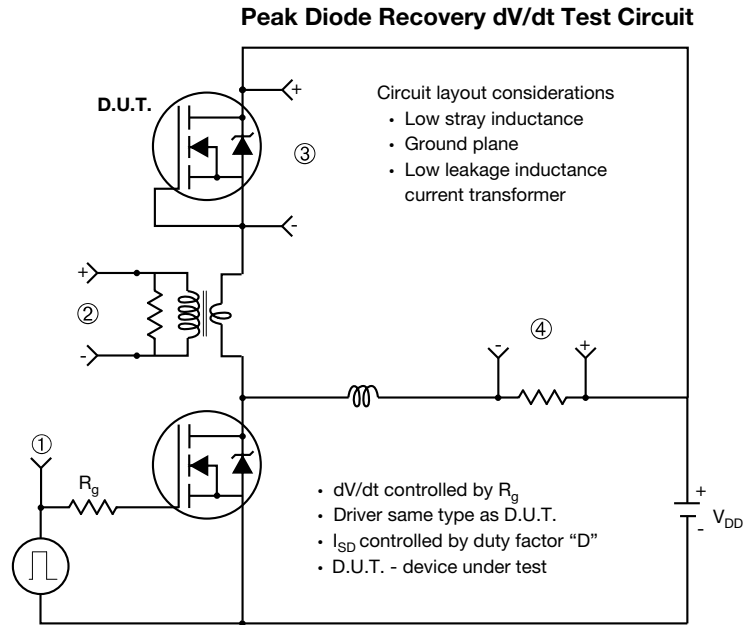 Peak Diode Recovery dV/dt Test Circuit
+
D.U.T.
③
-
Circuit layout considerations
• Low stray inductance
• Ground plane
• Low leakage inductance
current transformer
+
②
-
-
④
+
①
Rg
• dV/dt controlled by Rg
• Driver same type as D.U.T.
• ISD controlled by duty factor “D”
• D.U.T. - device under test
+
-
VDD